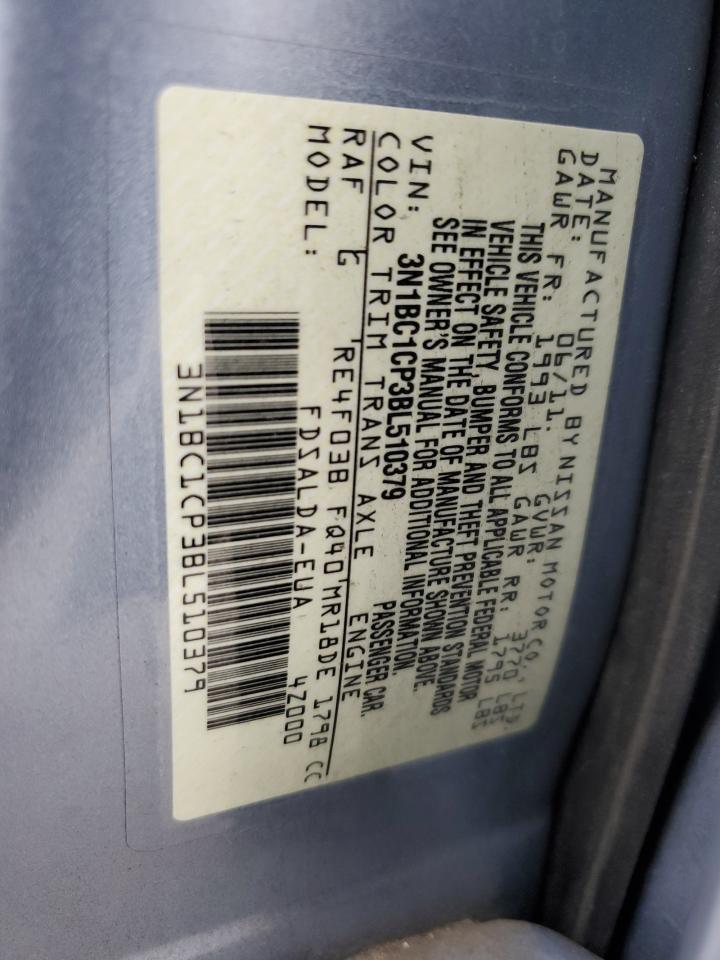 MANUFACTURED BY NISSAN MOTOR CO., LTD.
DATE: 06/11. GVWR: 3770 LBS
GAWR FR: 1993 LBS GAWR RR: 1795 LBS
THIS VEHICLE CONFORMS TO ALL APPLICABLE FEDERAL MOTOR
VEHICLE SAFETY, BUMPER AND THEFT PREVENTION STANDARDS
IN EFFECT ON THE DATE OF MANUFACTURE SHOWN ABOVE.
SEE OWNER'S MANUAL FOR ADDITIONAL INFORMATION.
VIN: 3N1BC1CP3BL510379 PASSENGER CAR.
COLOR TRIM TRANS AXLE ENGINE
RAF G RE4F03B FQ40 MR18DE 1798 CC
MODEL: FDSALDA-EUA 4Z000
3N1BC1CP3BL510379